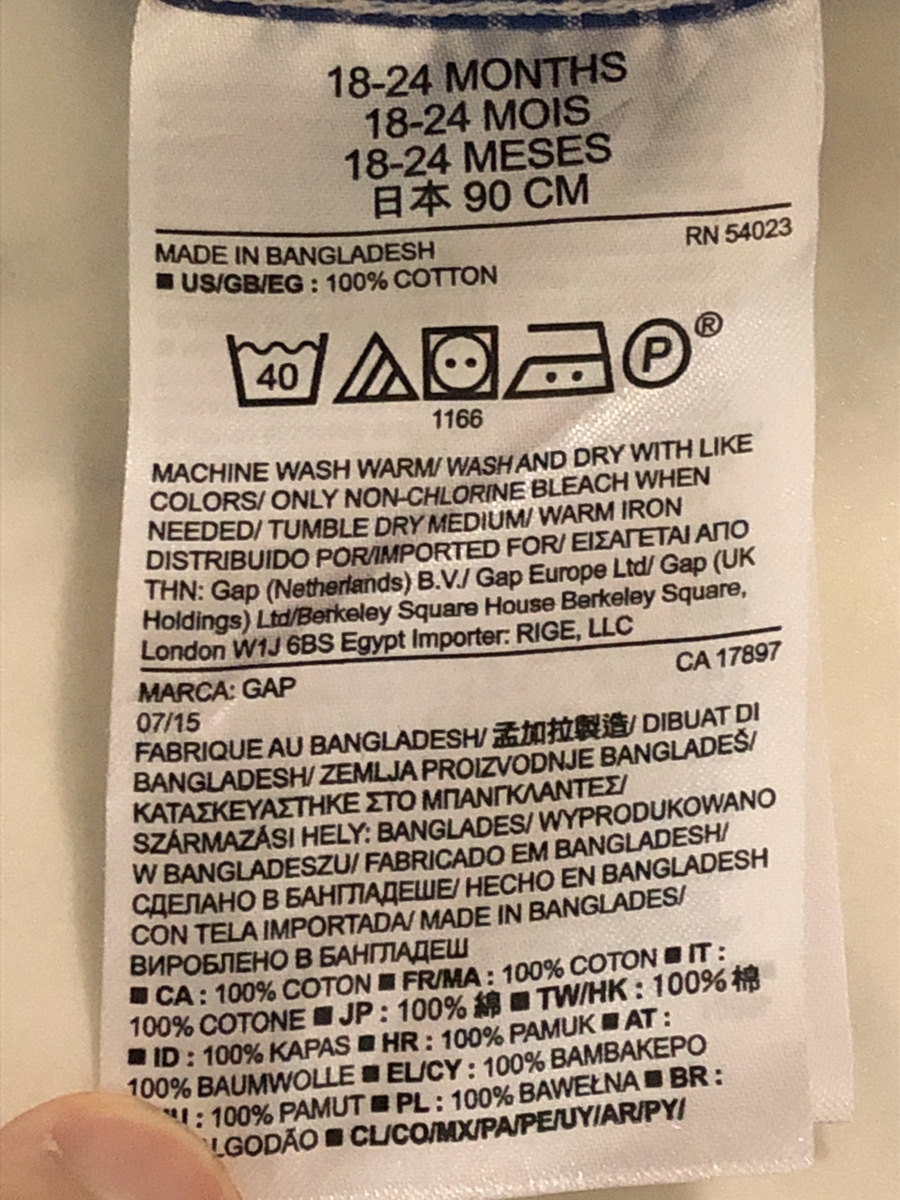 18-24 MONTHS
18-24 MOIS
18-24 MESES
日本 90 CM
RN 54023
MADE IN BANGLADESH
■ US/GB/EG : 100% COTTON
40
P ®
1166
MACHINE WASH WARM/ WASH AND DRY WITH LIKE
COLORS/ ONLY NON-CHLORINE BLEACH WHEN
NEEDED/ TUMBLE DRY MEDIUM/ WARM IRON
DISTRIBUIDO POR/IMPORTED FOR/ ΕΙΣΑΓΕΤΑΙ ΑΠΟ
THN: Gap (Netherlands) B.V./ Gap Europe Ltd/ Gap (UK
Holdings) Ltd/Berkeley Square House Berkeley Square,
London W1J 6BS Egypt Importer: RIGE, LLC
CA 17897
MARCA: GAP
07/15
FABRIQUE AU BANGLADESH/ 孟加拉製造/ DIBUAT DI
BANGLADESH/ ZEMLJA PROIZVODNJE BANGLADEŠ/
ΚΑΤΑΣΚΕΥΑΣΤΗΚΕ ΣΤΟ ΜΠΑΝΓΚΛΑΝΤΕΣ/
SZÁRMAZÁSI HELY: BANGLADES/ WYPRODUKOWANO
W BANGLADESZU/ FABRICADO EM BANGLADESH/
СДЕЛАНО В БАНГЛАДЕШЕ/ HECHO EN BANGLADESH
CON TELA IMPORTADA/ MADE IN BANGLADES/
ВИРОБЛЕНО В БАНГЛАДЕШ
■ CA : 100% COTON ■ FR/MA : 100% COTON ■ IT :
100% COTONE ■ JP : 100% 綿 ■ TW/HK : 100% 棉
■ ID : 100% KAPAS ■ HR : 100% PAMUK ■ AT :
100% BAUMWOLLE ■ EL/CY : 100% ΒΑΜΒΑΚΕΡΟ
: 100% PAMUT ■ PL : 100% BAWEŁNA ■ BR :
LGODÃO ■ CL/CO/MX/PA/PE/UY/AR/PY/